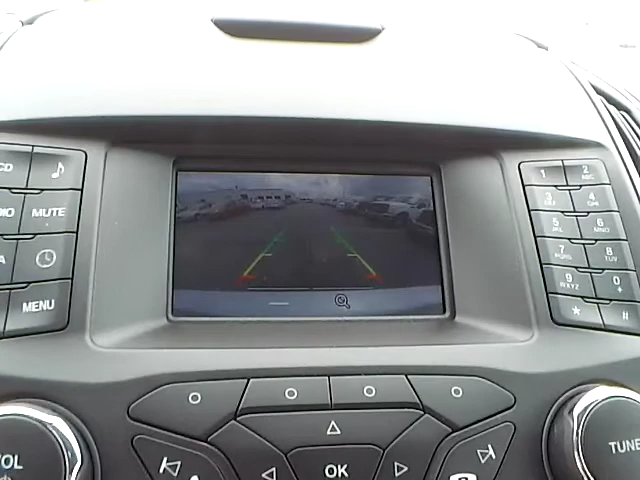 CD
1
2 ABC
DIO MUTE
3 DEF
4 GHI
5 JKL
6 MNO
7 PQRS
8 TUV
MENU
9 WXYZ
0 +
* #
VOL
OK
TUNE